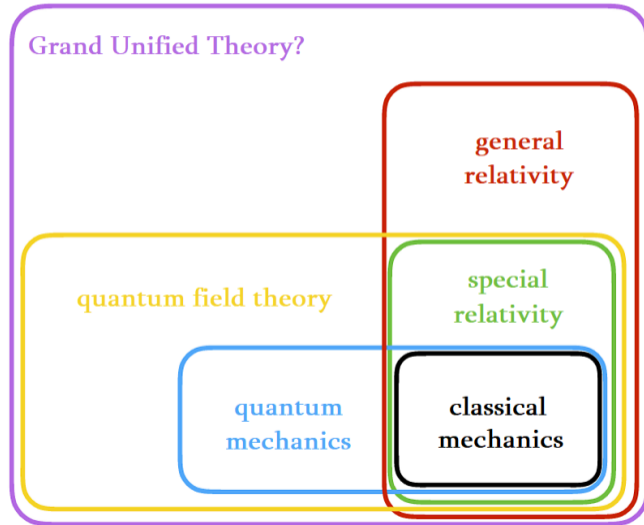 Grand Unified Theory?
general
relativity
quantum field theory
special
relativity
quantum
mechanics
classical
mechanics